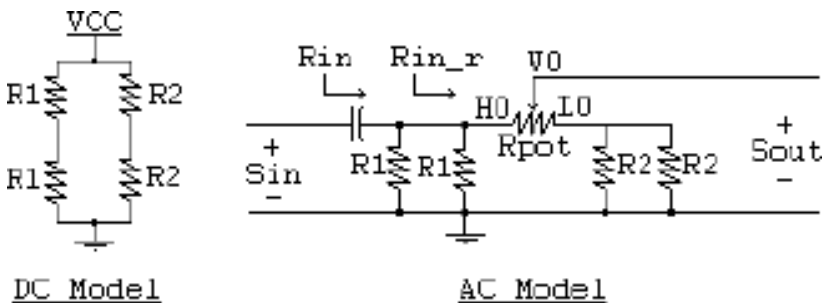 VCC
R1
R2
R1
R2
DC Model
Rin
Rin_r
V0
H0
L0
Rpot
+
Sin
-
R1
R1
R2
R2
+
Sout
-
AC Model